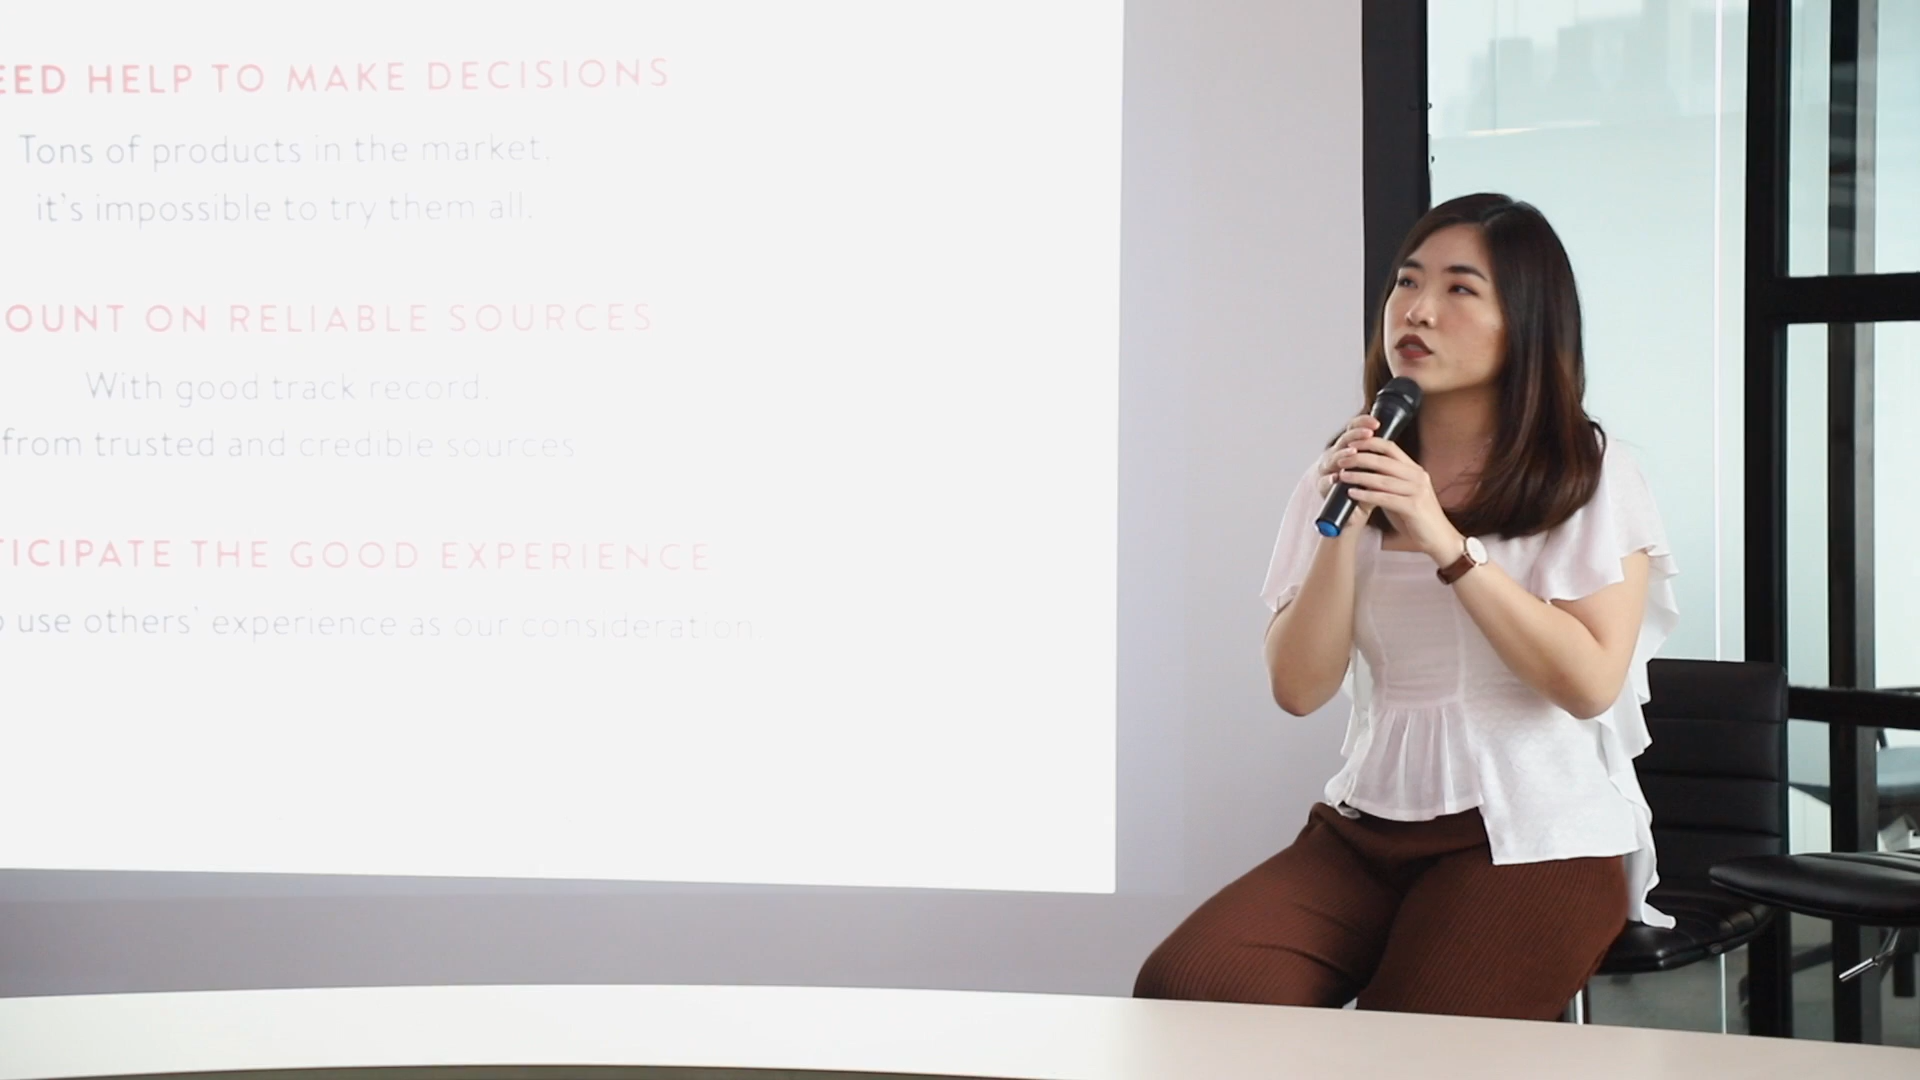 EED HELP TO MAKE DECISIONS
Tons of products in the market.
it's impossible to try them all.
OUNT ON RELIABLE SOURCES
With good track record.
from trusted and credible sources
TICIPATE THE GOOD EXPERIENCE
use others' experience as our consideration.